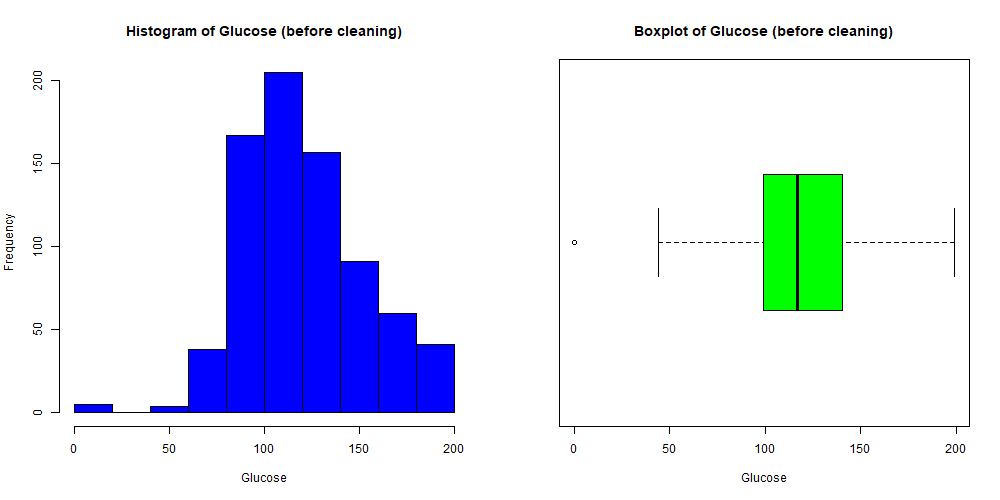 Histogram of Glucose (before cleaning)
Frequency
200
150
100
50
0
0 50 100 150 200
Glucose
Boxplot of Glucose (before cleaning)
0 50 100 150 200
Glucose